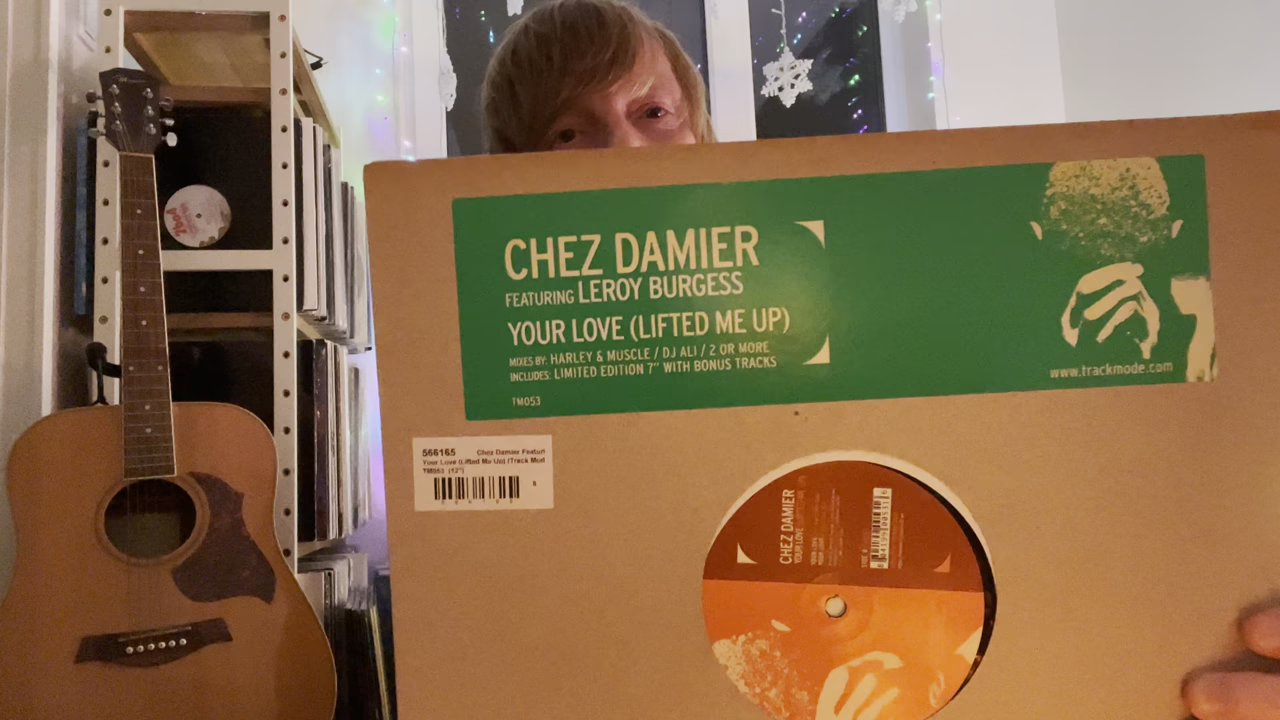 CHEZ DAMIER
FEATURING LEROY BURGESS
YOUR LOVE (LIFTED ME UP)
MIXES BY: HARLEY & MUSCLE / DJ ALI / 2 OR MORE
INCLUDES: LIMITED EDITION 7" WITH BONUS TRACKS
TM053
www.trackmode.com
566165 Chez Damier Featuri
Your Love (Lifted Me Up) (Track Mod
TM053 (12")
CHEZ DAMIER
YOUR LOVE